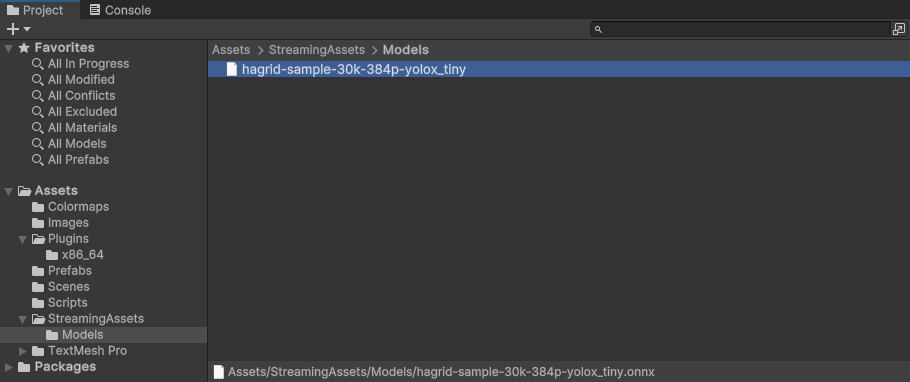 Project
Console
Favorites
All In Progress
All Modified
All Conflicts
All Excluded
All Materials
All Models
All Prefabs
Assets
Colormaps
Images
Plugins
x86_64
Prefabs
Scenes
Scripts
StreamingAssets
Models
TextMesh Pro
Packages
Assets > StreamingAssets > Models
hagrid-sample-30k-384p-yolox_tiny
Assets/StreamingAssets/Models/hagrid-sample-30k-384p-yolox_tiny.onnx